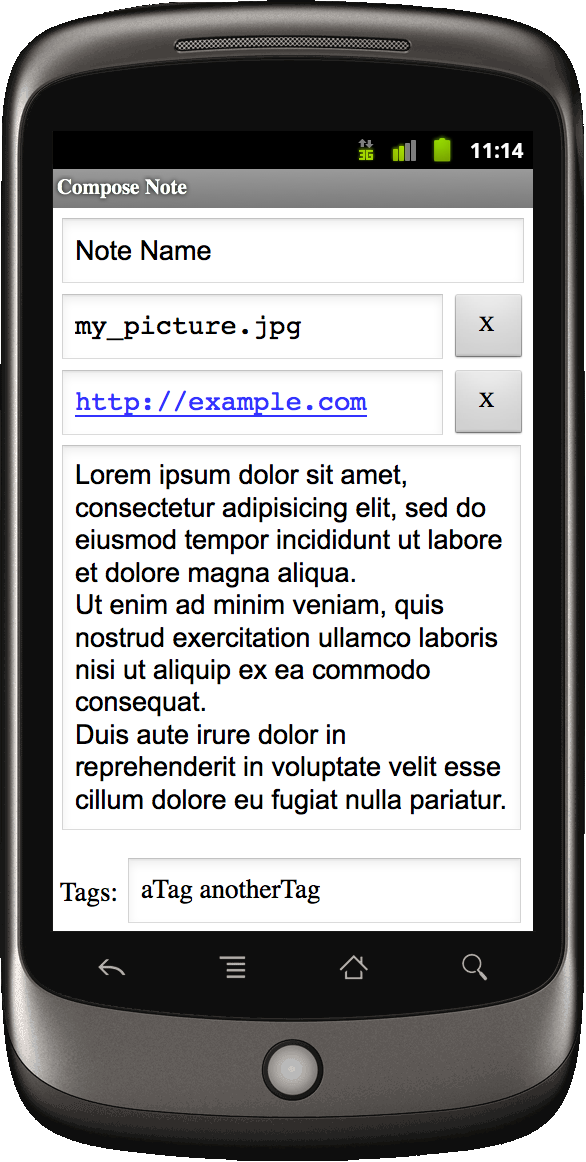 3G 11:14
Compose Note
Note Name
my_picture.jpg x
http://example.com x
Lorem ipsum dolor sit amet,
consectetur adipisicing elit, sed do
eiusmod tempor incididunt ut labore
et dolore magna aliqua.
Ut enim ad minim veniam, quis
nostrud exercitation ullamco laboris
nisi ut aliquip ex ea commodo
consequat.
Duis aute irure dolor in
reprehenderit in voluptate velit esse
cillum dolore eu fugiat nulla pariatur.
Tags: aTag anotherTag